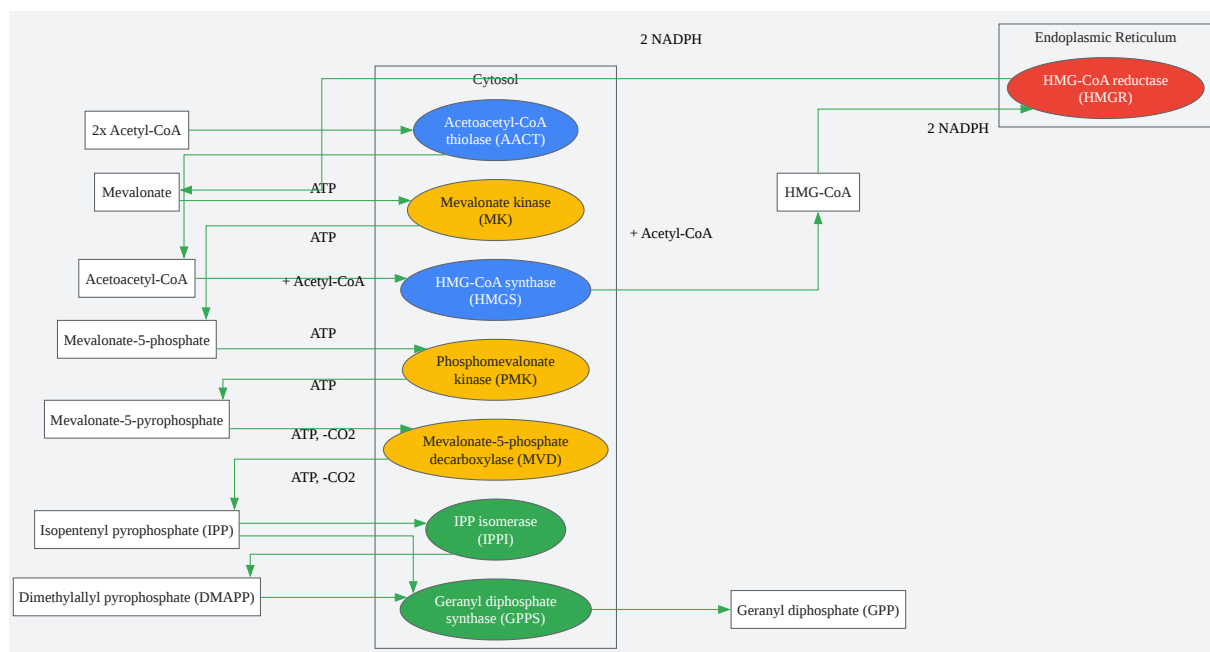 2 NADPH
Endoplasmic Reticulum
HMG-CoA reductase
(HMGR)
2 NADPH
Cytosol
2x Acetyl-CoA
Acetoacetyl-CoA
thiolase (AACT)
Mevalonate
ATP
Mevalonate kinase
(MK)
HMG-CoA
ATP
+ Acetyl-CoA
Acetoacetyl-CoA
+ Acetyl-CoA
HMG-CoA synthase
(HMGS)
Mevalonate-5-phosphate
ATP
Phosphomevalonate
kinase (PMK)
ATP
Mevalonate-5-pyrophosphate
ATP, -CO2
Mevalonate-5-phosphate
decarboxylase (MVD)
ATP, -CO2
Isopentenyl pyrophosphate (IPP)
IPP isomerase
(IPPI)
Dimethylallyl pyrophosphate (DMAPP)
Geranyl diphosphate
synthase (GPPS)
Geranyl diphosphate (GPP)